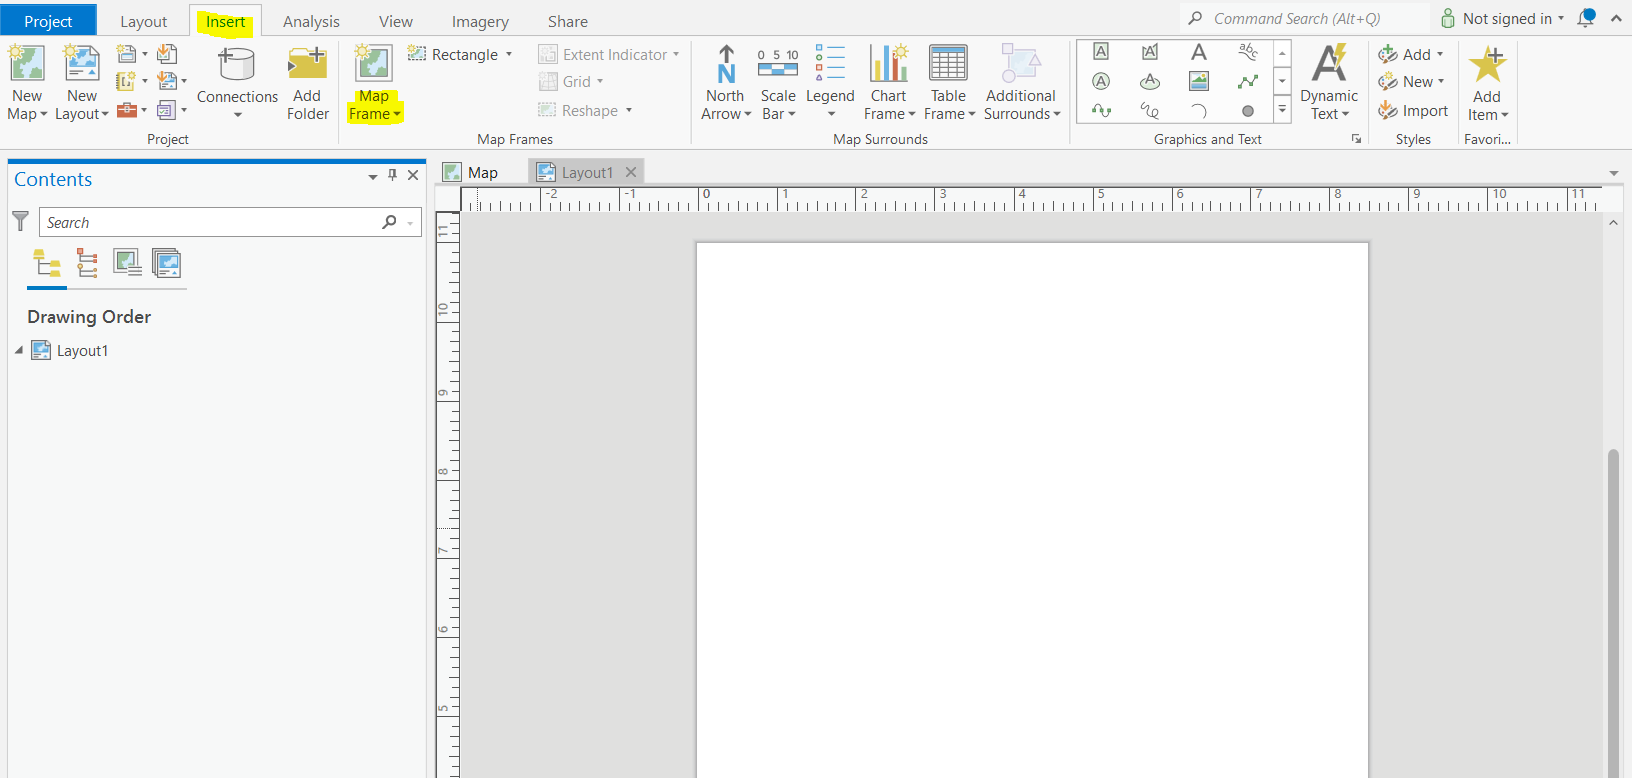 Project Layout Insert Analysis View Imagery Share Command Search (Alt+Q) Not signed in
New Map
New Layout
Connections
Add Folder
Project
Map Frame
Rectangle
Extent Indicator
Grid
Reshape
Map Frames
N
North Arrow
0 5 10
Scale Bar
Legend
Chart Frame
Table Frame
Additional Surrounds
Map Surrounds
A A A abc
A A
Graphics and Text
A
Dynamic Text
Add
New
Import
Styles
Add Item
Favori...
Contents
Search
Drawing Order
Layout1
Map Layout1
-2 -1 0 1 2 3 4 5 6 7 8 9 10 11
11
10
9
8
7
6
5